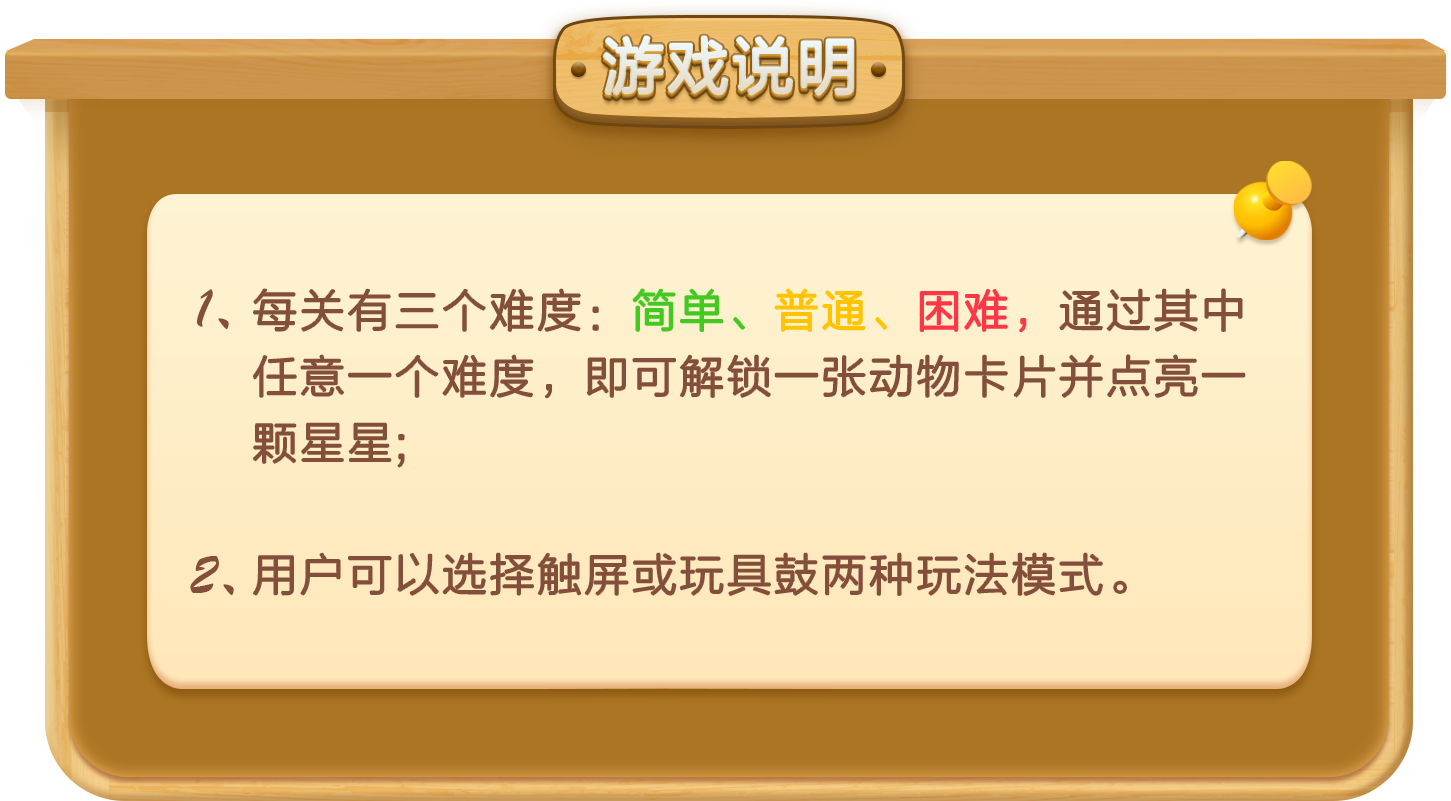 游戏说明
1、每关有三个难度：简单、普通、困难，通过其中
任意一个难度，即可解锁一张动物卡片并点亮一
颗星星;
2、用户可以选择触屏或玩具鼓两种玩法模式。